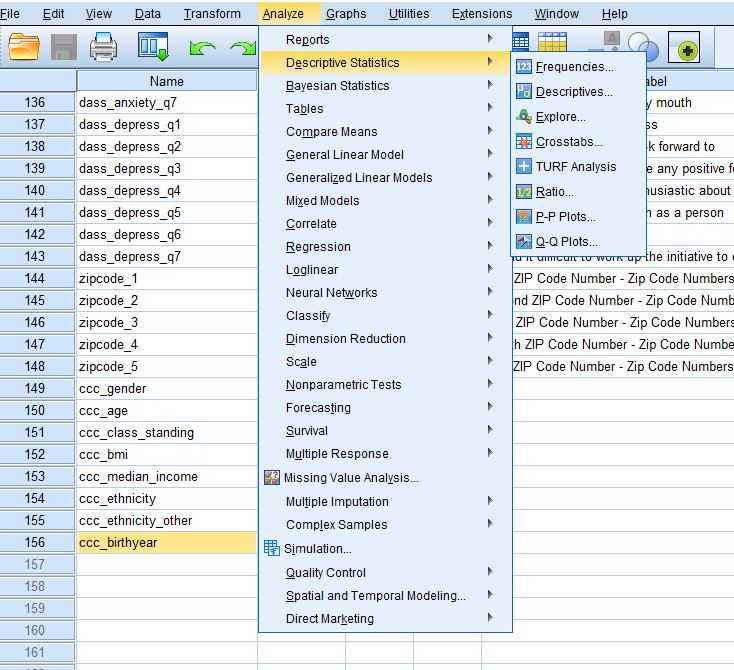 File Edit View Data Transform Analyze Graphs Utilities Extensions Window Help
Name
136 dass_anxiety_q7
137 dass_depress_q1
138 dass_depress_q2
139 dass_depress_q3
140 dass_depress_q4
141 dass_depress_q5
142 dass_depress_q6
143 dass_depress_q7
144 zipcode_1
145 zipcode_2
146 zipcode_3
147 zipcode_4
148 zipcode_5
149 ccc_gender
150 ccc_age
151 ccc_class_standing
152 ccc_bmi
153 ccc_median_income
154 ccc_ethnicity
155 ccc_ethnicity_other
156 ccc_birthyear
157
158
159
160
161
Reports
Descriptive Statistics
Bayesian Statistics
Tables
Compare Means
General Linear Model
Generalized Linear Models
Mixed Models
Correlate
Regression
Loglinear
Neural Networks
Classify
Dimension Reduction
Scale
Nonparametric Tests
Forecasting
Survival
Multiple Response
Missing Value Analysis...
Multiple Imputation
Complex Samples
Simulation...
Quality Control
Spatial and Temporal Modeling...
Direct Marketing
123 Frequencies...
Descriptives...
Explore...
Crosstabs...
TURF Analysis
1/2 Ratio...
P-P Plots...
Q-Q Plots...
abel
y mouth
ss
k forward to
e any positive fe
husiastic about
h as a person
d it difficult to work up the initiative to d
ZIP Code Number - Zip Code Numbers
nd ZIP Code Number - Zip Code Numb
ZIP Code Number - Zip Code Numbers
h ZIP Code Number - Zip Code Numb
ZIP Code Number - Zip Code Numbers